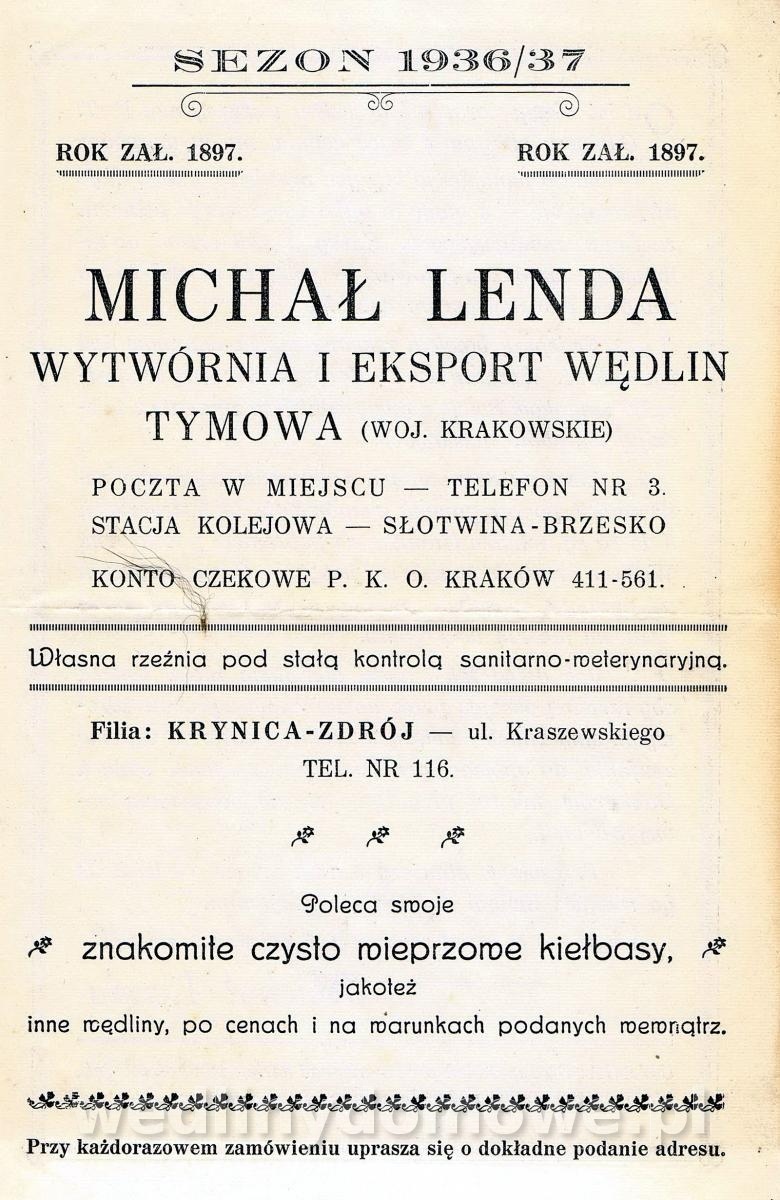 SEZON 1936/37
ROK ZAŁ. 1897. ROK ZAŁ. 1897.
MICHAŁ LENDA
WYTWÓRNIA I EKSPORT WĘDLIN
TYMOWA (WOJ. KRAKOWSKIE)
POCZTA W MIEJSCU — TELEFON NR 3.
STACJA KOLEJOWA — SŁOTWINA-BRZESKO
KONTO CZEKOWE P. K. O. KRAKÓW 411-561.
Własna rzeźnia pod stałą kontrolą sanitarno-weterynaryjną.
Filia: KRYNICA-ZDRÓJ — ul. Kraszewskiego
TEL. NR 116.
Poleca swoje
znakomite czysto wieprzowe kiełbasy,
jakoteż
inne wędliny, po cenach i na warunkach podanych wewnątrz.
wedlinydomowe.pl
Przy każdorazowem zamówieniu uprasza się o dokładne podanie adresu.